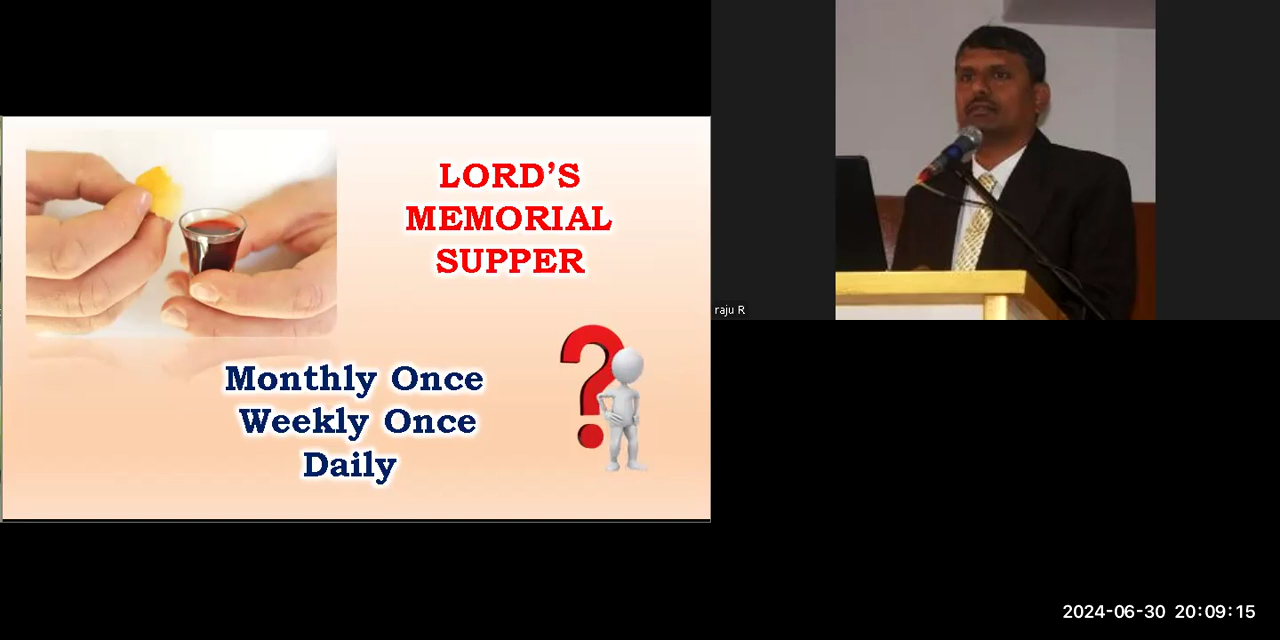 LORD’S
MEMORIAL
SUPPER
Monthly Once
Weekly Once
Daily
raju R
2024-06-30 20:09:15